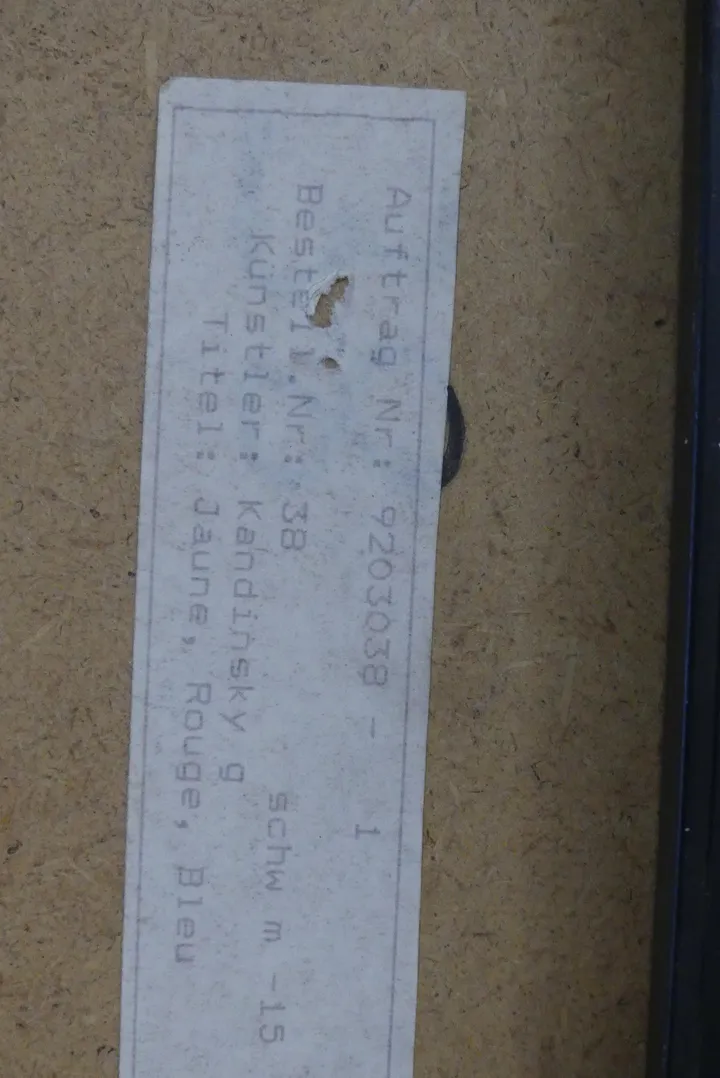 Auftrag Nr: 9203038 - 1
Bestell.Nr: 38 schw m -15
Künstler: Kandinsky g
Titel: Jaune, Rouge, Bleu